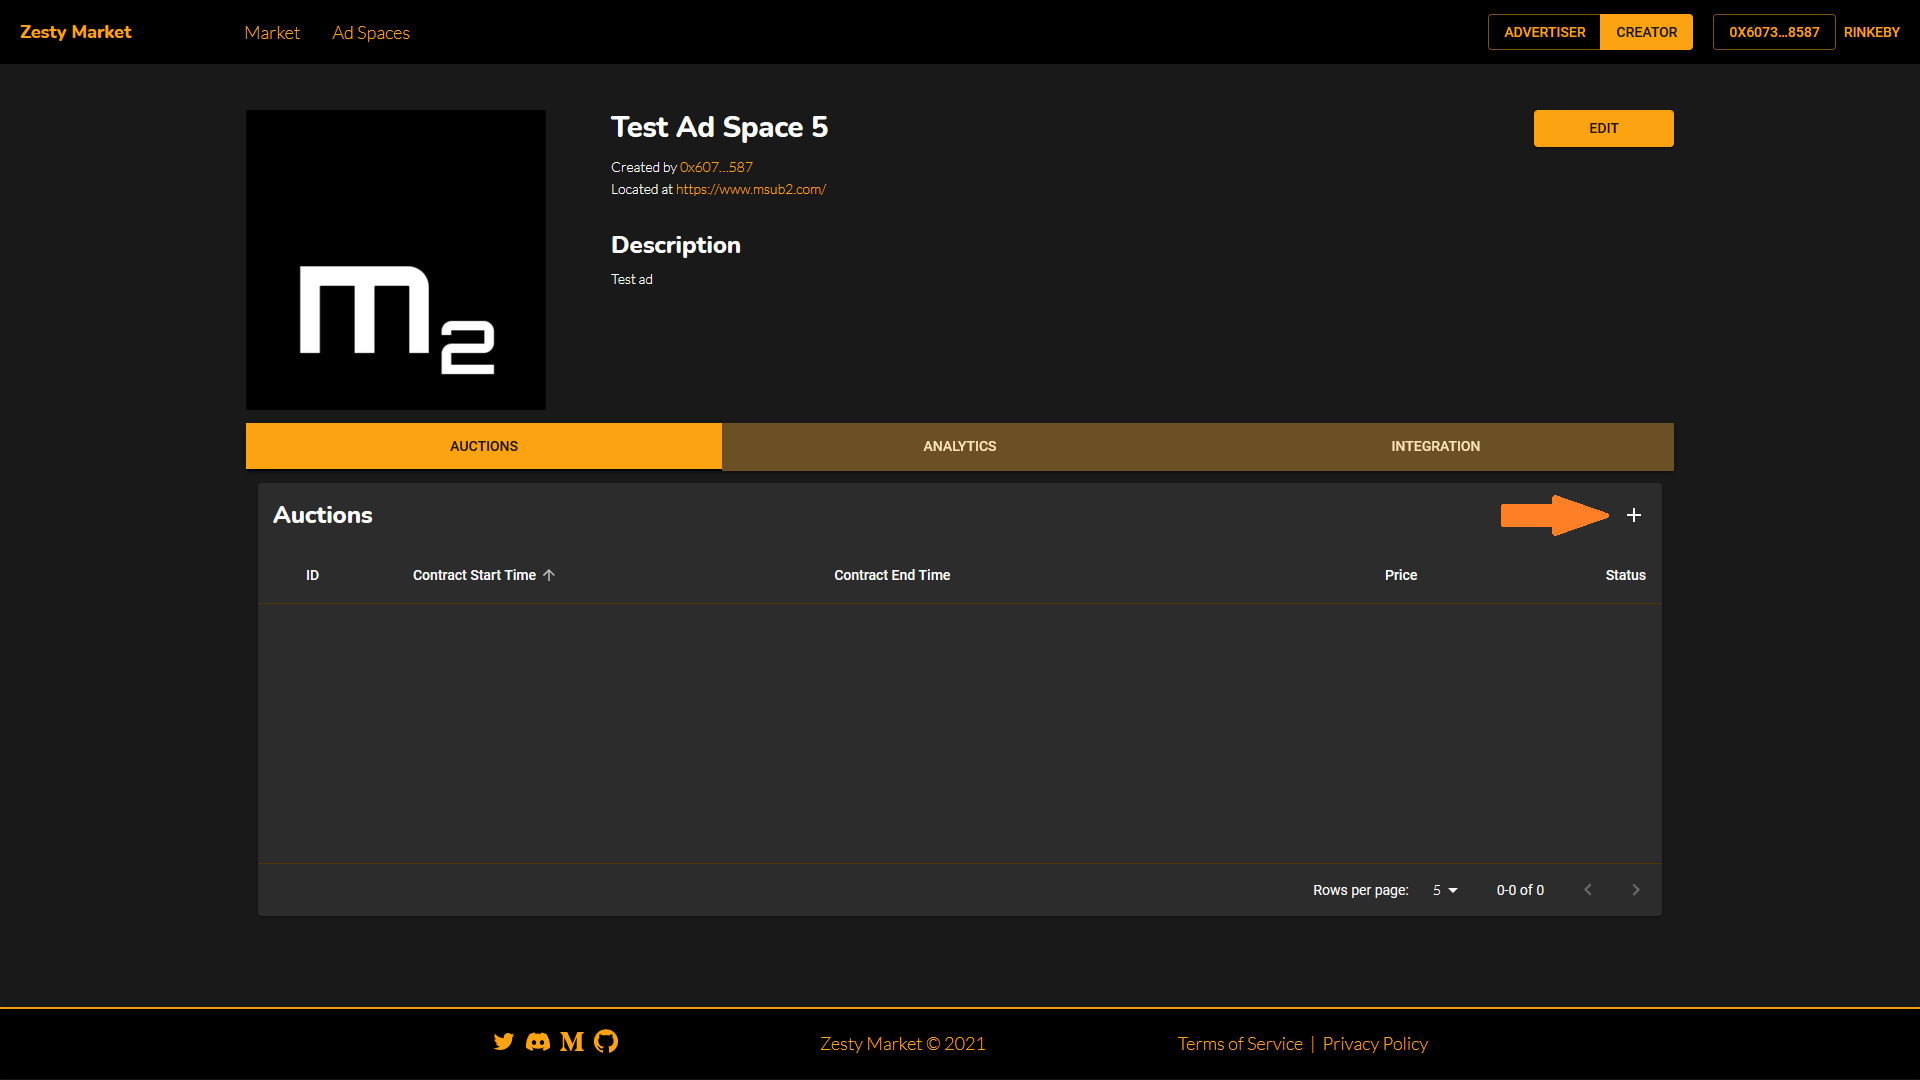 Zesty Market
Market Ad Spaces
ADVERTISER CREATOR 0X6073...8587 RINKEBY
Test Ad Space 5
EDIT
Created by 0x607...587
Located at https://www.msub2.com/
Description
Test ad
m2
AUCTIONS ANALYTICS INTEGRATION
Auctions
ID Contract Start Time Contract End Time Price Status
Rows per page: 5 0-0 of 0
Zesty Market © 2021
Terms of Service | Privacy Policy